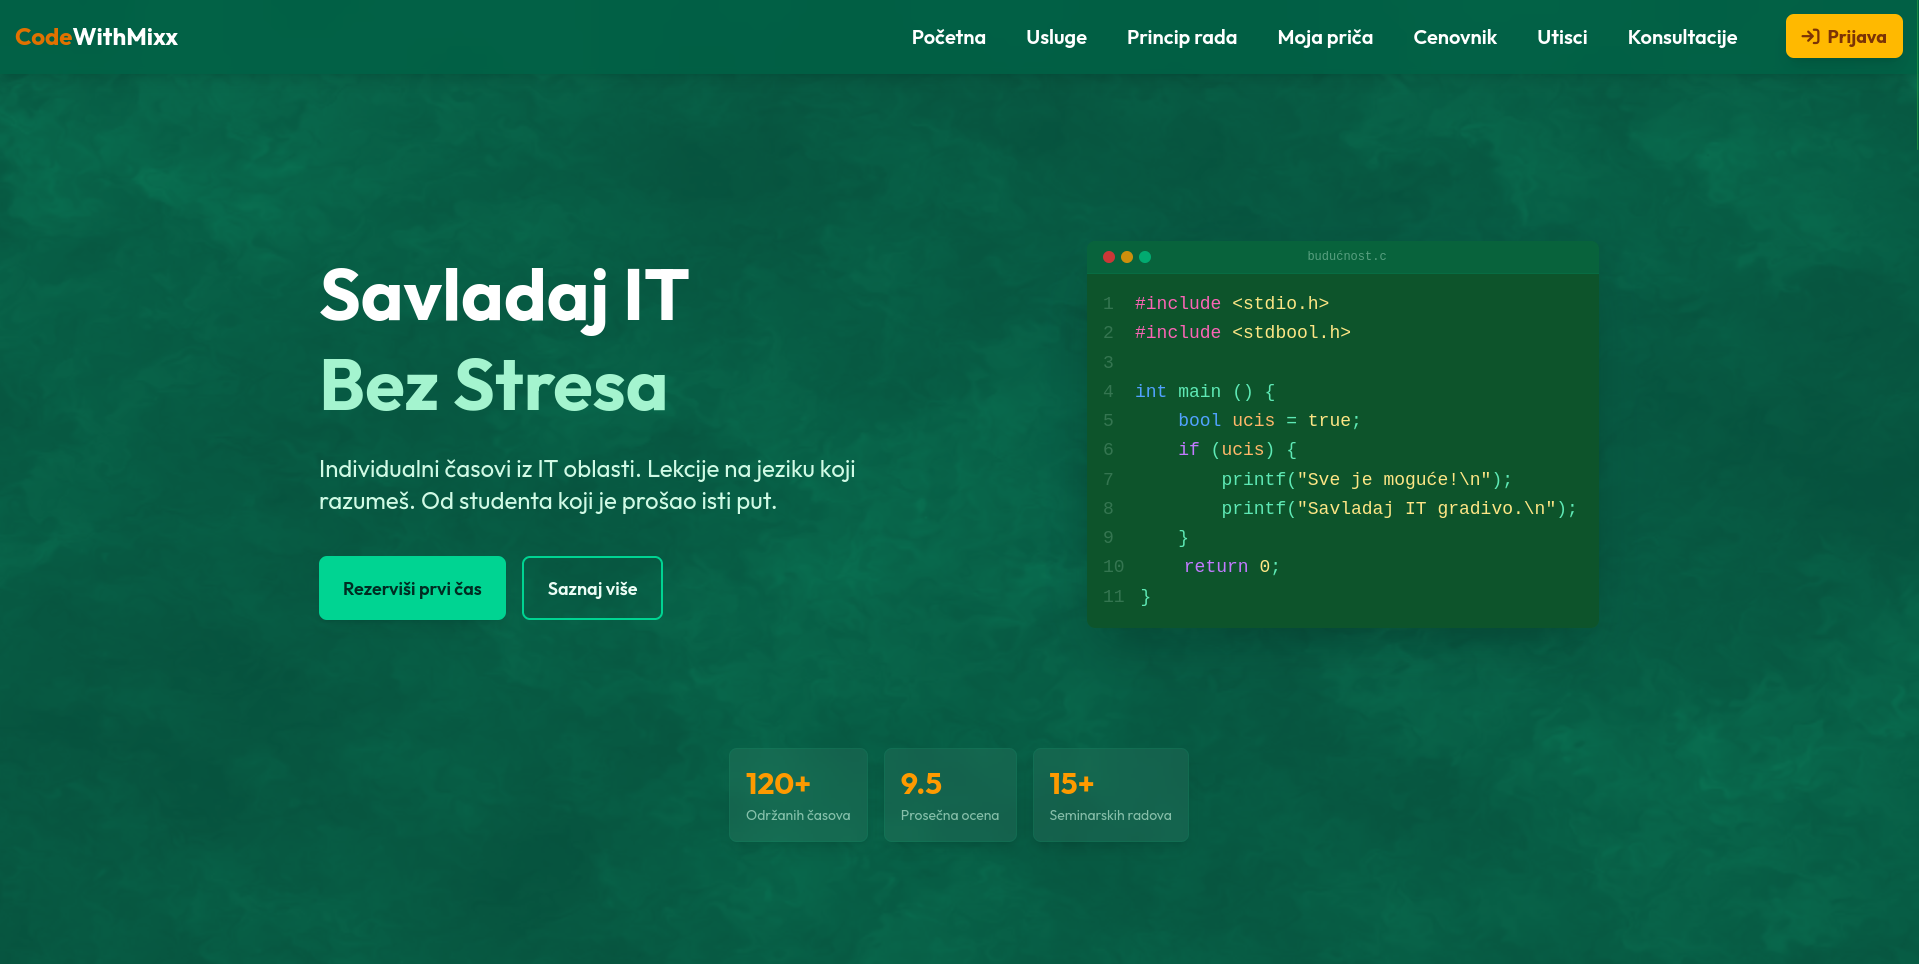 CodeWithMixx
Početna Usluge Princip rada Moja priča Cenovnik Utisci Konsultacije Prijava
Savladaj IT
Bez Stresa
Individualni časovi iz IT oblasti. Lekcije na jeziku koji
razumeš. Od studenta koji je prošao isti put.
Rezerviši prvi čas Saznaj više
budućnost.c
1 #include <stdio.h>
2 #include <stdbool.h>
3
4 int main () {
5     bool ucis = true;
6     if (ucis) {
7         printf("Sve je moguće!\n");
8         printf("Savladaj IT gradivo.\n");
9     }
10     return 0;
11 }
120+ 9.5 15+
Održanih časova Prosečna ocena Seminarskih radova